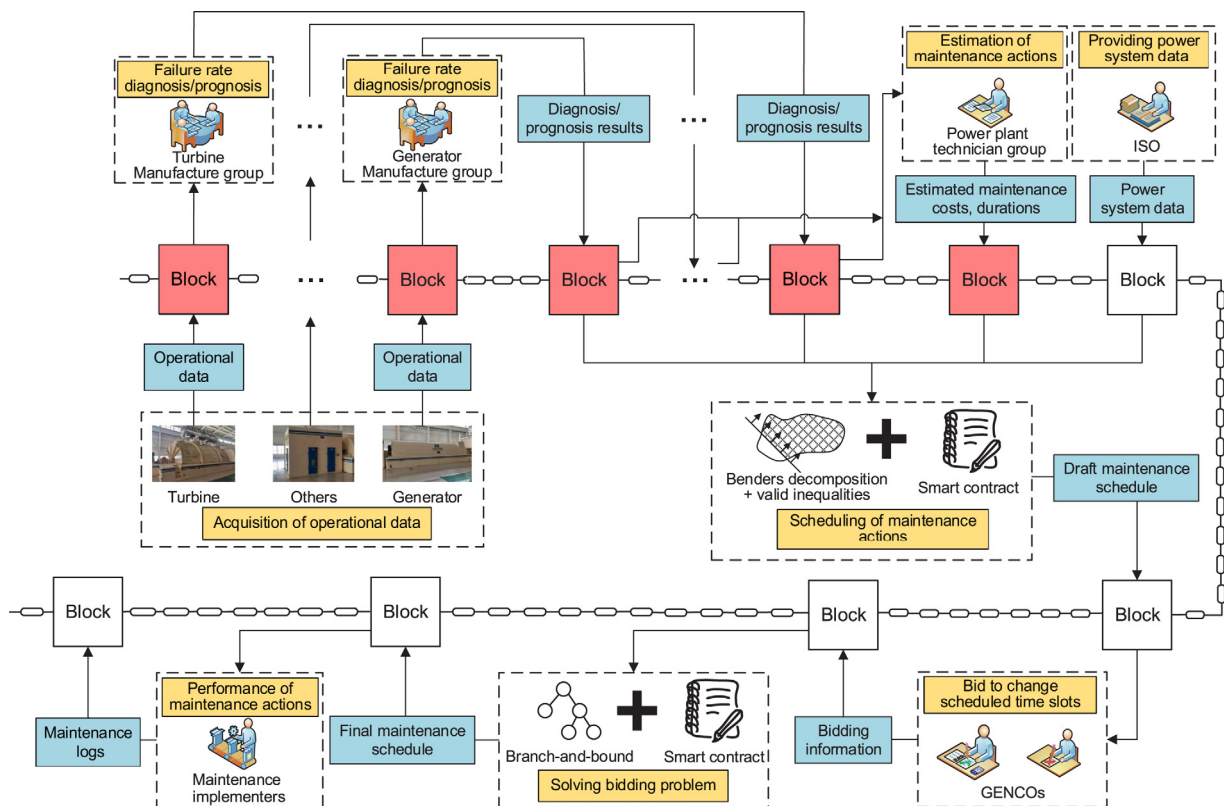 Failure rate
diagnosis/prognosis
Turbine
Manufacture group
...
Failure rate
diagnosis/prognosis
Generator
Manufacture group
Diagnosis/
prognosis results
...
Diagnosis/
prognosis results
Estimation of
maintenance actions
Power plant
technician group
Providing power
system data
ISO
Estimated maintenance
costs, durations
Power
system data
Block
...
Block
Block
...
Block
Block
Block
Operational
data
Operational
data
Turbine
Others
Generator
Acquisition of operational data
Benders decomposition
+ valid inequalities
Smart contract
Scheduling of maintenance
actions
Draft maintenance
schedule
Block
Block
Block
Block
Maintenance
logs
Performance of
maintenance actions
Maintenance
implementers
Final maintenance
schedule
Branch-and-bound
Smart contract
Solving bidding problem
Bidding
information
Bid to change
scheduled time slots
GENCOs